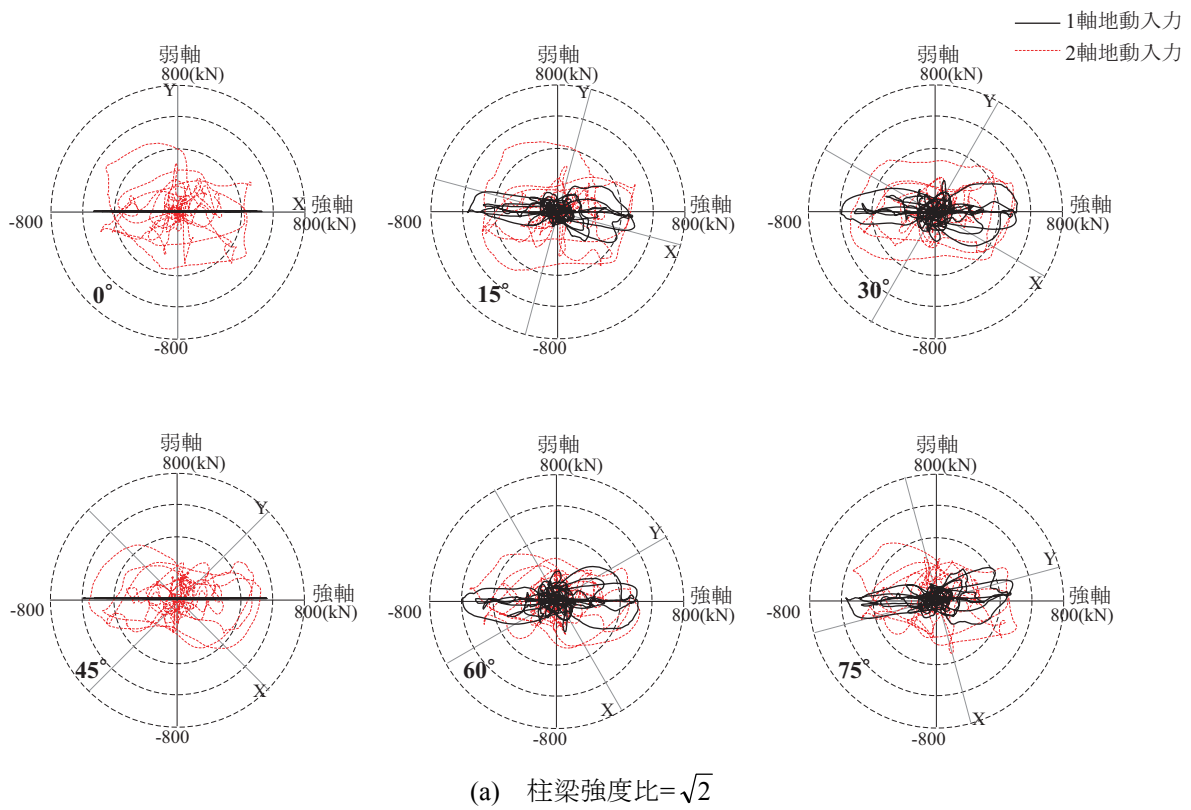 1軸地動入力
2軸地動入力
弱軸
800(kN)
Y
X 強軸
-800
800(kN)
0°
-800
弱軸
800(kN)
Y
強軸
-800
800(kN)
X
15°
-800
弱軸
800(kN)
Y
強軸
-800
800(kN)
X
30°
-800
弱軸
800(kN)
Y
強軸
-800
800(kN)
45°
X
-800
弱軸
800(kN)
Y
強軸
-800
800(kN)
60°
X
-800
弱軸
800(kN)
Y
強軸
-800
800(kN)
75°
X
-800
(a) 柱梁強度比=√2